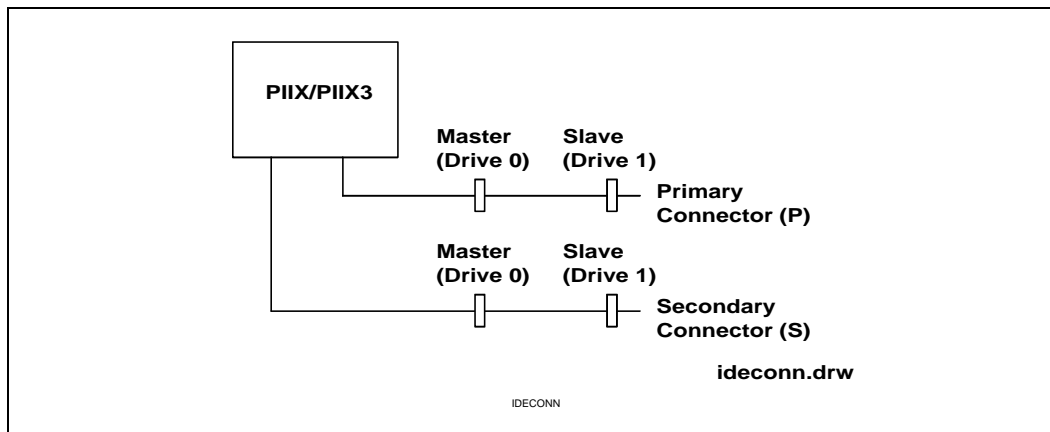 PIIX/PIIX3
Master Slave
(Drive 0) (Drive 1)
Primary
Connector (P)
Master Slave
(Drive 0) (Drive 1)
Secondary
Connector (S)
ideconn.drw
IDECONN